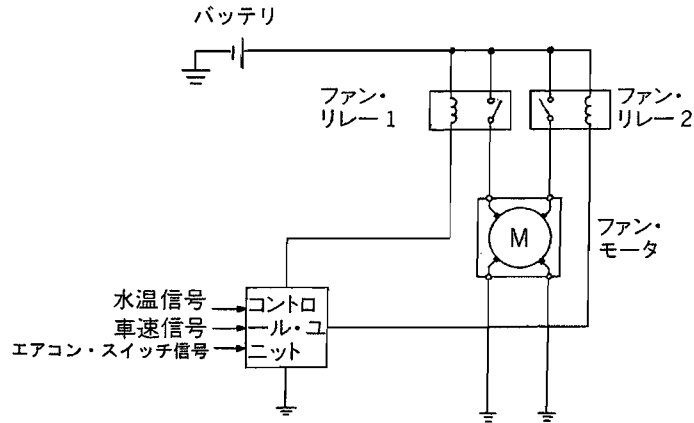 バッテリ
ファン・
リレー1
ファン・
リレー2
M
ファン・
モータ
水温信号
車速信号
エアコン・スイッチ信号
コントロ
ール・ユ
ニット